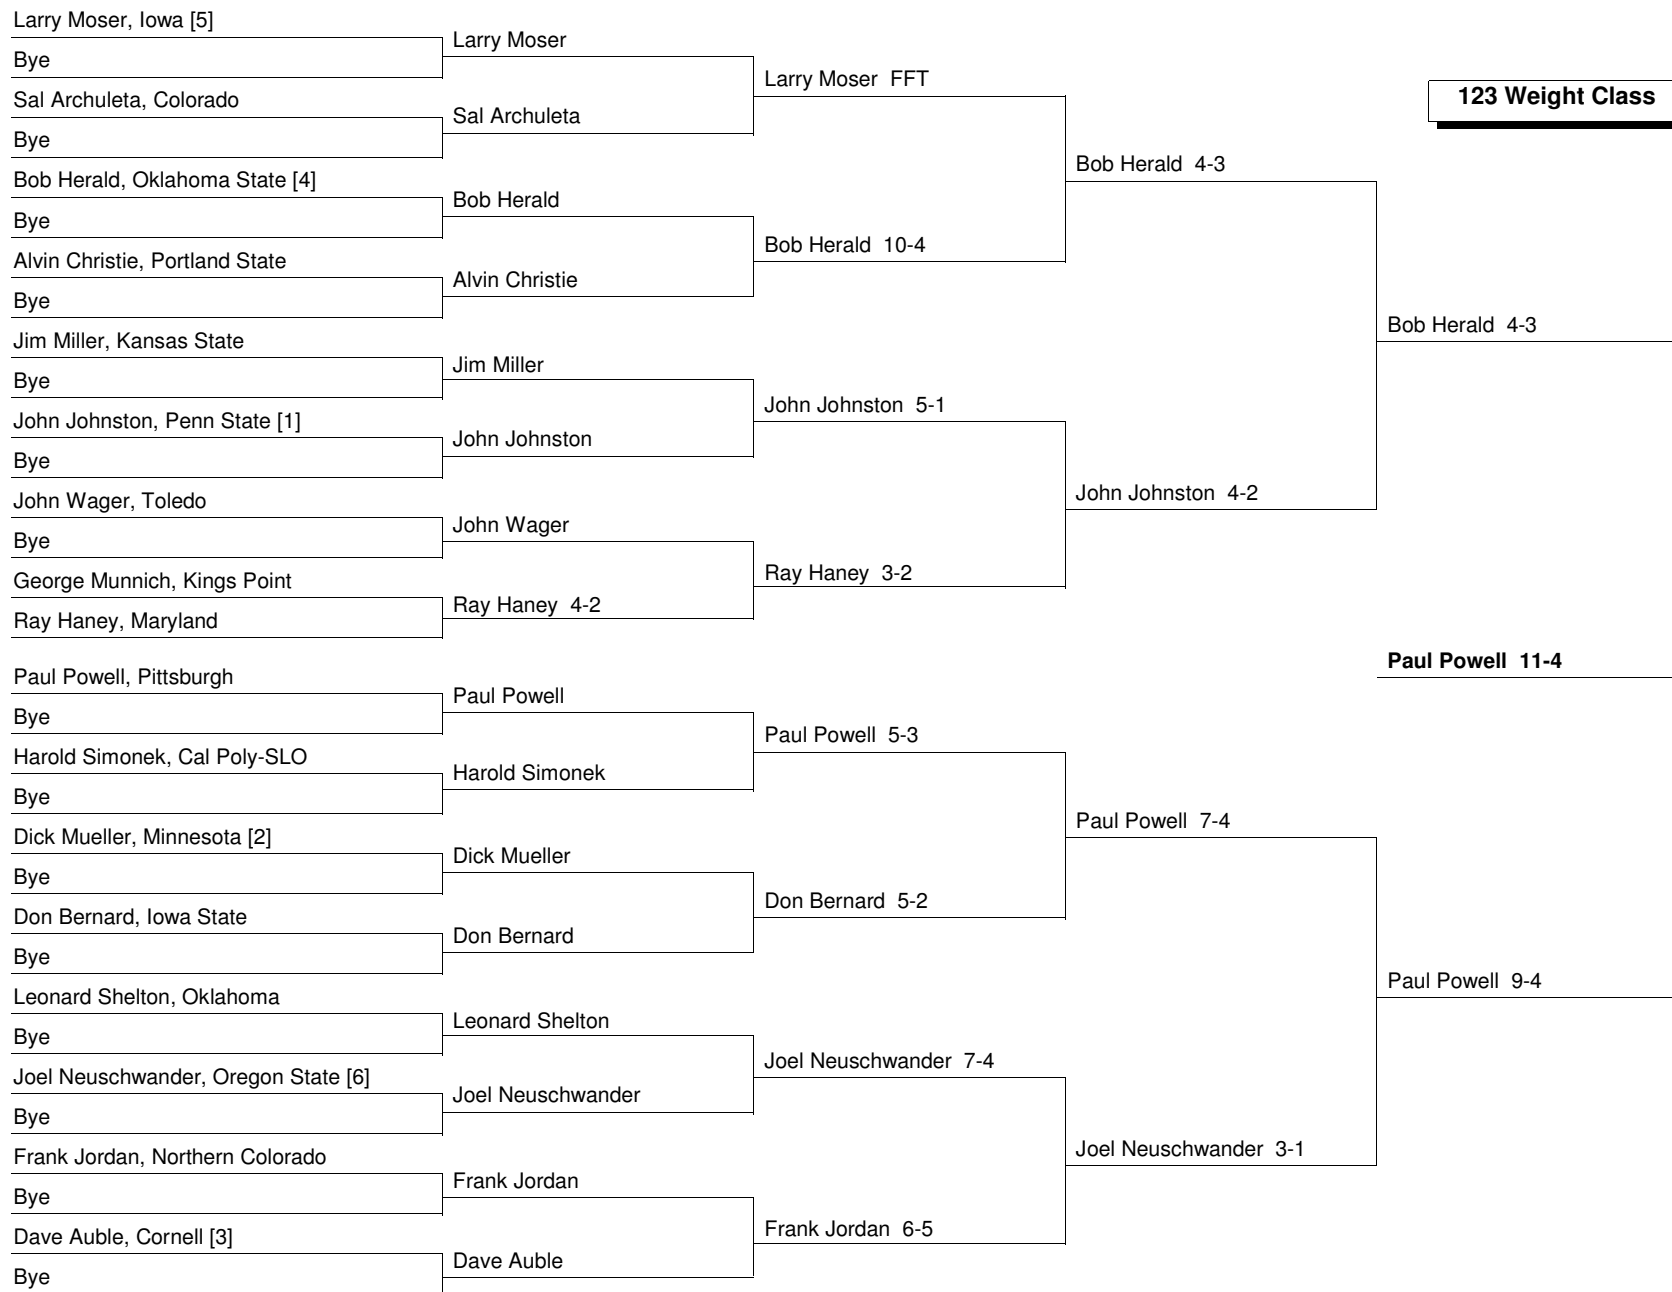 Larry Moser, Iowa [5]
Bye
Sal Archuleta, Colorado
Bye
Bob Herald, Oklahoma State [4]
Bye
Alvin Christie, Portland State
Bye
Jim Miller, Kansas State
Bye
John Johnston, Penn State [1]
Bye
John Wager, Toledo
Bye
George Munnich, Kings Point
Ray Haney, Maryland
Paul Powell, Pittsburgh
Bye
Harold Simonek, Cal Poly-SLO
Bye
Dick Mueller, Minnesota [2]
Bye
Don Bernard, Iowa State
Bye
Leonard Shelton, Oklahoma
Bye
Joel Neuschwander, Oregon State [6]
Bye
Frank Jordan, Northern Colorado
Bye
Dave Auble, Cornell [3]
Bye
Larry Moser
Sal Archuleta
Bob Herald
Alvin Christie
Jim Miller
John Johnston
John Wager
Ray Haney 4-2
Paul Powell
Harold Simonek
Dick Mueller
Don Bernard
Leonard Shelton
Joel Neuschwander
Frank Jordan
Dave Auble
Larry Moser FFT
Bob Herald 10-4
John Johnston 5-1
Ray Haney 3-2
Paul Powell 5-3
Don Bernard 5-2
Joel Neuschwander 7-4
Frank Jordan 6-5
Bob Herald 4-3
John Johnston 4-2
Paul Powell 7-4
Joel Neuschwander 3-1
123 Weight Class
Bob Herald 4-3
Paul Powell 11-4
Paul Powell 9-4